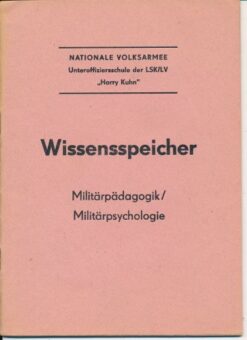 NATIONALE VOLKSARMEE
Unteroffiziersschule der LSK/LV
„Harry Kuhn"
Wissensspeicher
Militärpädagogik/
Militärpsychologie